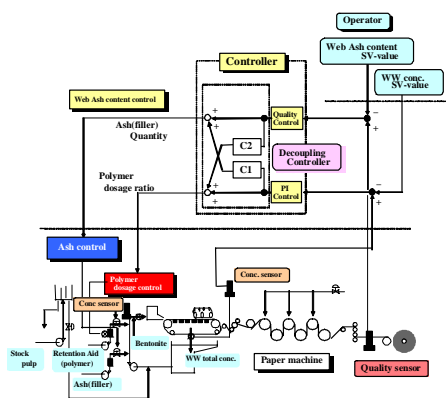 Operator
Web Ash content
SV-value
WW conc.
SV-value
Controller
Web Ash content control
Ash(filler)
Quantity
Quality
Control
Decoupling
Controller
C2
C1
Polymer
dosage ratio
PI
Control
+
+
+
+
−
+
−
+
Ash control
Polymer
dosage control
Conc. sensor
Conc sensor
Stock
pulp
Retention Aid
(polymer)
Ash(filler)
Bentonite
WW total conc.
Paper machine
Quality sensor